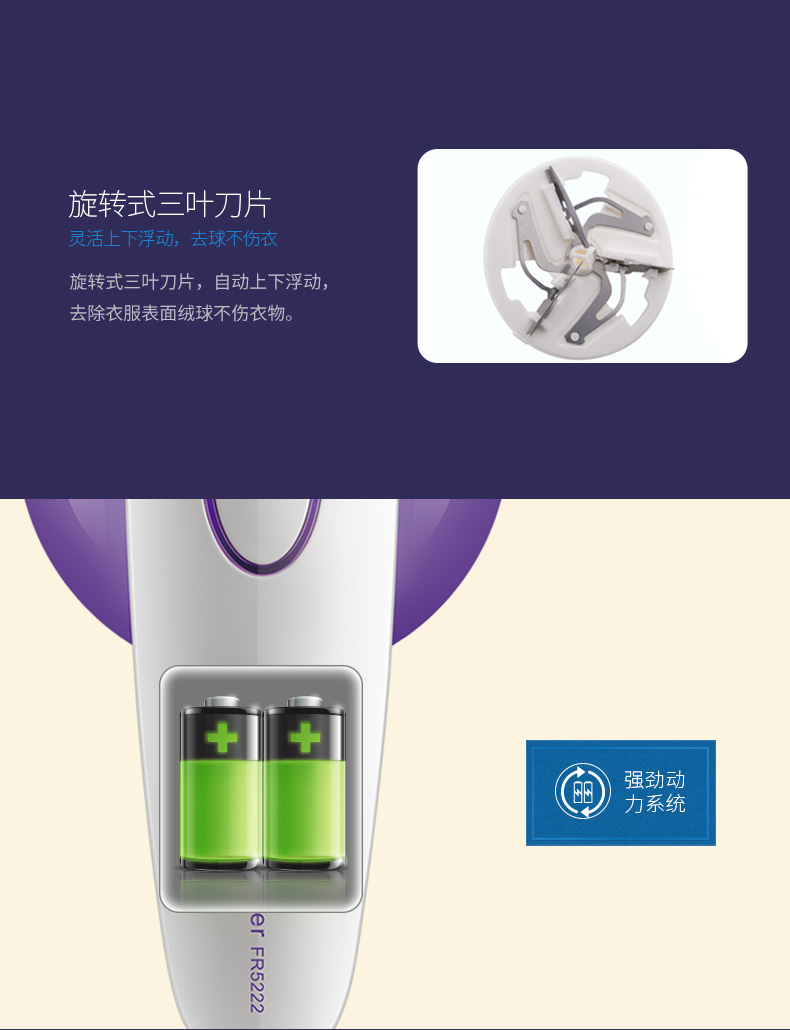 旋转式三叶刀片
灵活上下浮动，去球不伤衣
旋转式三叶刀片，自动上下浮动，
去除衣服表面绒球不伤衣物。
强劲动
力系统
er FR5222